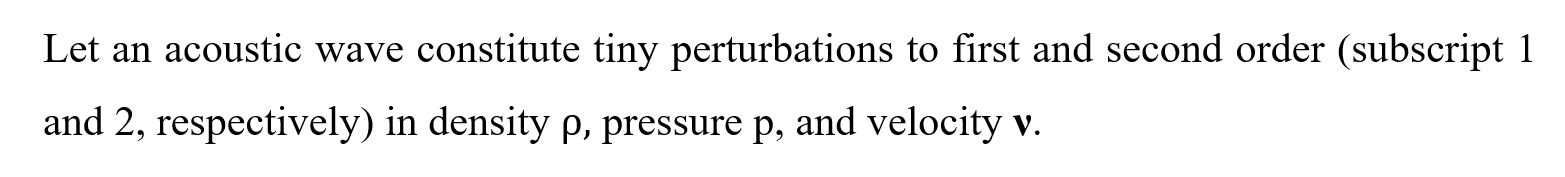 Let an acoustic wave constitute tiny perturbations to first and second order (subscript 1
and 2, respectively) in density ρ, pressure p, and velocity 𝐯.